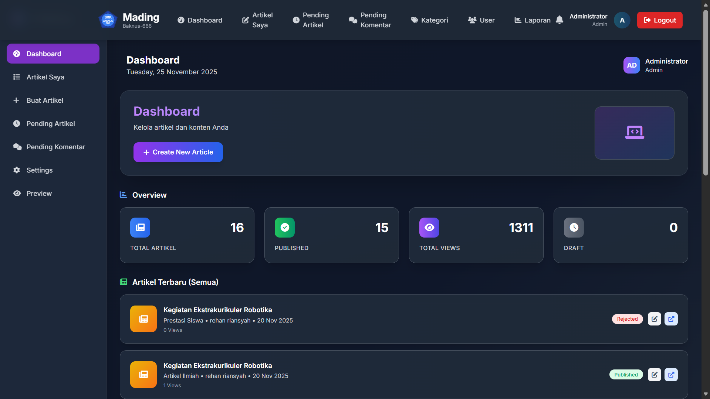 Mading
Baknus-666
Dashboard
Artikel Saya
Pending Artikel
Pending Komentar
Kategori
User
Laporan
Administrator
Admin
A
Logout
Dashboard
Artikel Saya
Buat Artikel
Pending Artikel
Pending Komentar
Settings
Preview
Dashboard
Tuesday, 25 November 2025
AD
Administrator
Admin
Dashboard
Kelola artikel dan konten Anda
Create New Article
Overview
16
TOTAL ARTIKEL
15
PUBLISHED
1311
TOTAL VIEWS
0
DRAFT
Artikel Terbaru (Semua)
Kegiatan Ekstrakurikuler Robotika
Prestasi Siswa • rehan riansyah • 20 Nov 2025
0 Views
Rejected
Kegiatan Ekstrakurikuler Robotika
Artikel Ilmiah • rehan riansyah • 20 Nov 2025
1 Views
Published